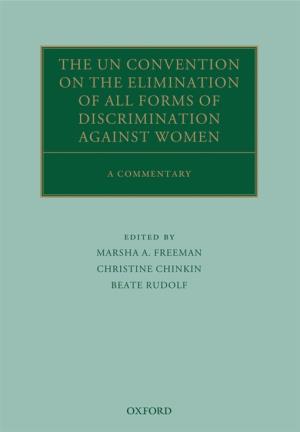 THE UN CONVENTION
ON THE ELIMINATION
OF ALL FORMS OF
DISCRIMINATION
AGAINST WOMEN
A COMMENTARY
EDITED BY
MARSHA A. FREEMAN
CHRISTINE CHINKIN
BEATE RUDOLF
OXFORD